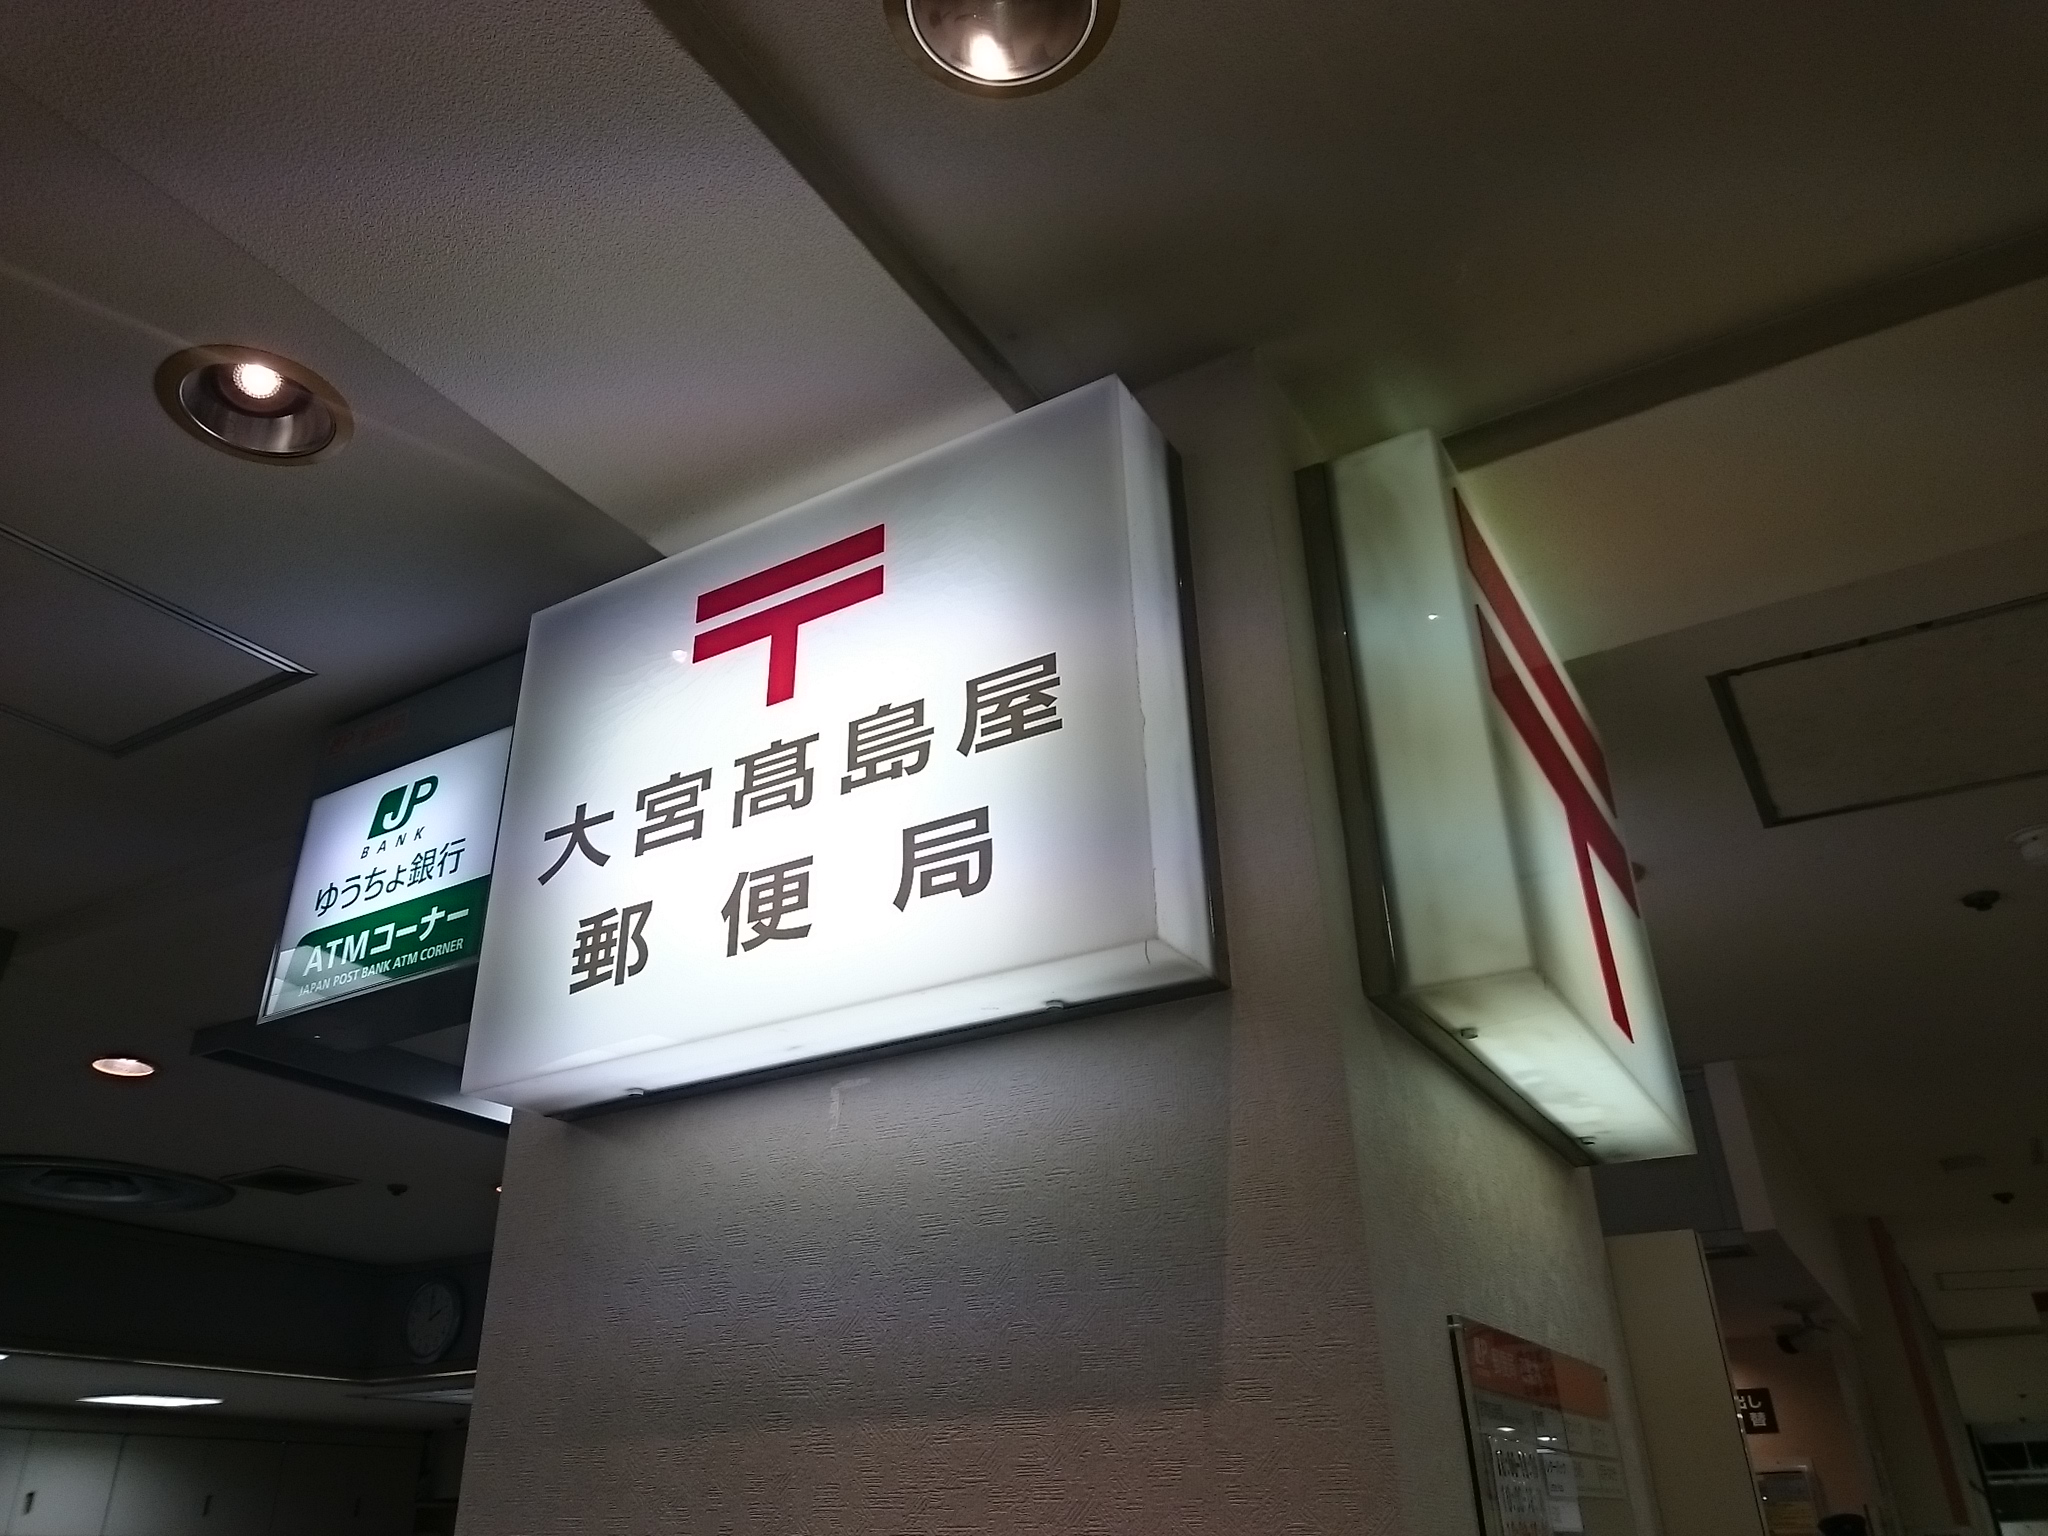 〒
大宮髙島屋
郵便局
JP
BANK
ゆうちょ銀行
ATMコーナー
JAPAN POST BANK ATM CORNER
〒